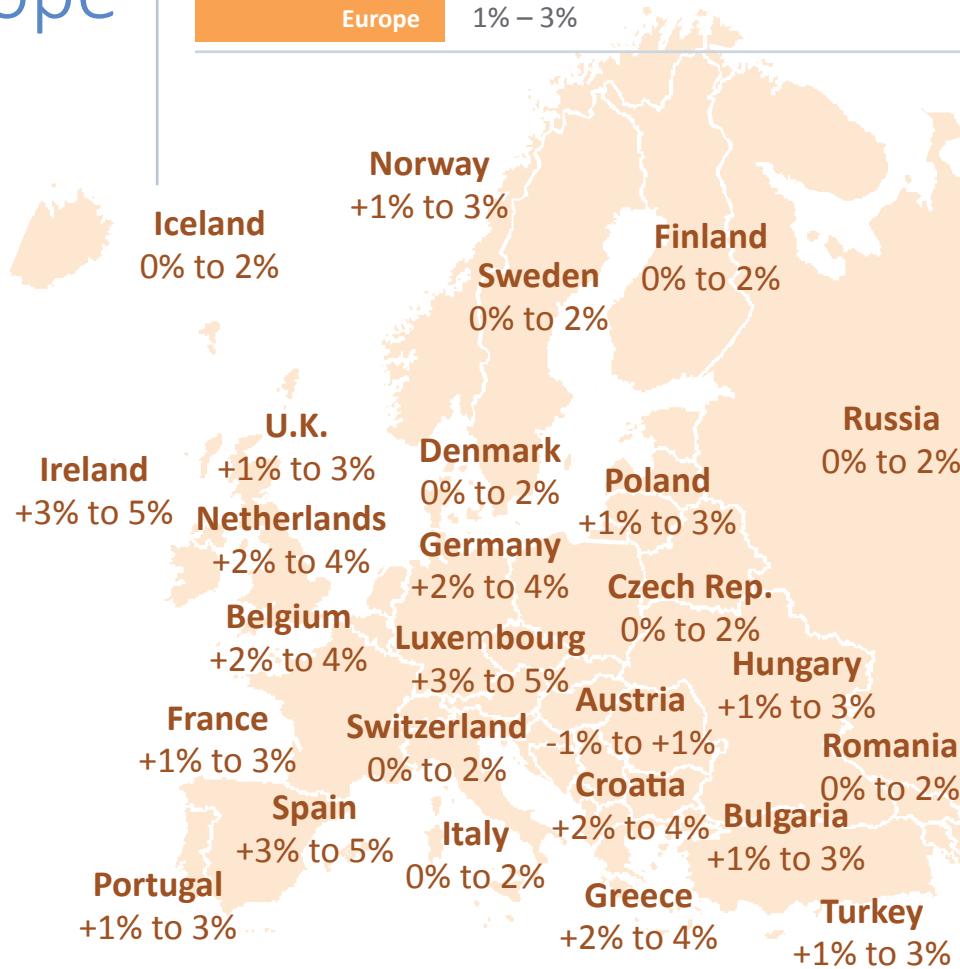 ope
Europe 1% – 3%
Norway
+1% to 3%
Iceland
0% to 2%
Finland
0% to 2%
Sweden
0% to 2%
Russia
0% to 2%
U.K.
+1% to 3%
Denmark
0% to 2%
Ireland
+3% to 5%
Poland
+1% to 3%
Netherlands
+2% to 4%
Germany
+2% to 4%
Czech Rep.
0% to 2%
Belgium
+2% to 4%
Luxembourg
+3% to 5%
Hungary
+1% to 3%
Austria
-1% to +1%
France
+1% to 3%
Switzerland
0% to 2%
Romania
0% to 2%
Croatia
+2% to 4%
Spain
+3% to 5%
Bulgaria
+1% to 3%
Italy
0% to 2%
Portugal
+1% to 3%
Greece
+2% to 4%
Turkey
+1% to 3%